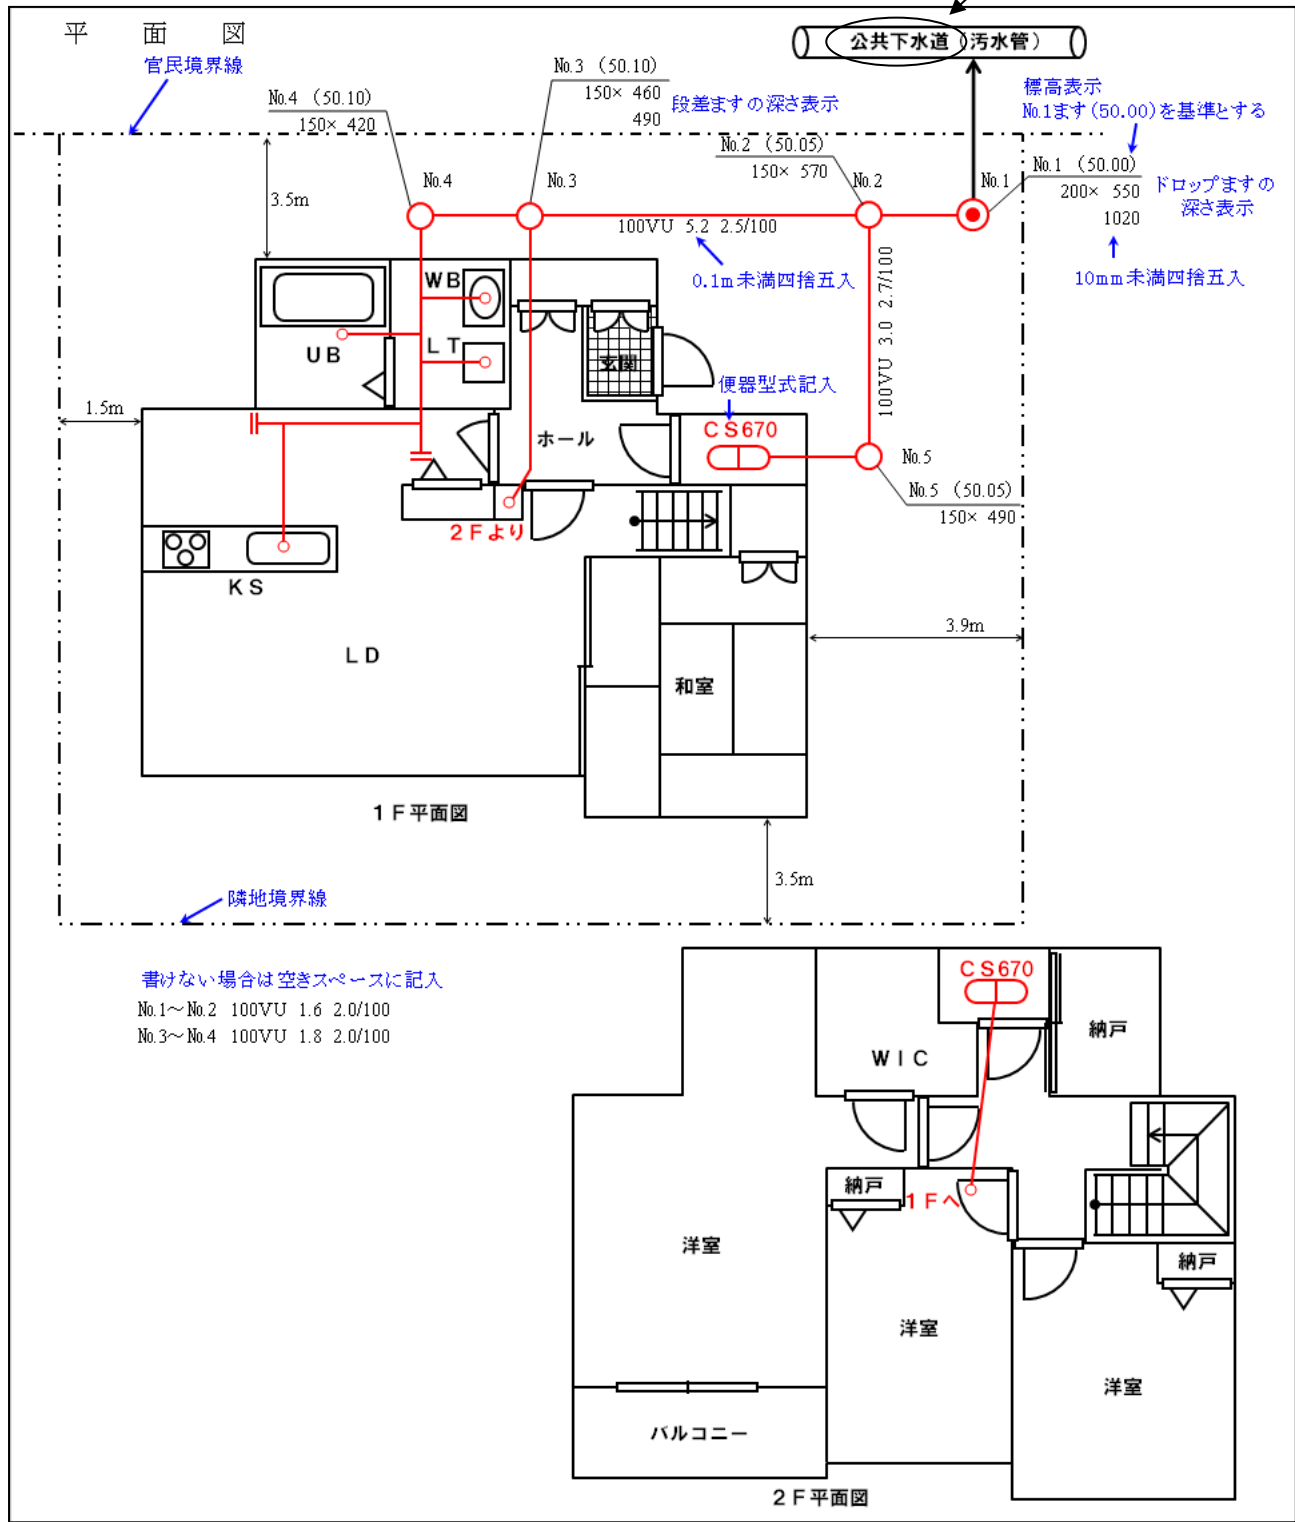 平 面 図
公共下水道（汚水管）
官民境界線
No.4 (50.10)
150× 420
No.3 (50.10)
150× 460
490
段差ますの深さ表示
標高表示
No.1ます(50.00)を基準とする
No.2 (50.05)
150× 570
No.1 (50.00)
200× 550
1020
ドロップますの
深さ表示
No.4
No.3
No.2
No.1
3.5m
100VU 5.2 2.5/100
0.1m未満四捨五入
10mm未満四捨五入
100VU 3.0 2.7/100
WB
UB
LT
玄関
便器型式記入
1.5m
CS670
ホール
No.5
No.5 (50.05)
150× 490
2Fより
KS
LD
3.9m
和室
1F平面図
3.5m
隣地境界線
書けない場合は空きスペースに記入
No.1～No.2 100VU 1.6 2.0/100
No.3～No.4 100VU 1.8 2.0/100
CS670
納戸
WIC
納戸
1Fへ
洋室
納戸
洋室
洋室
バルコニー
2F平面図